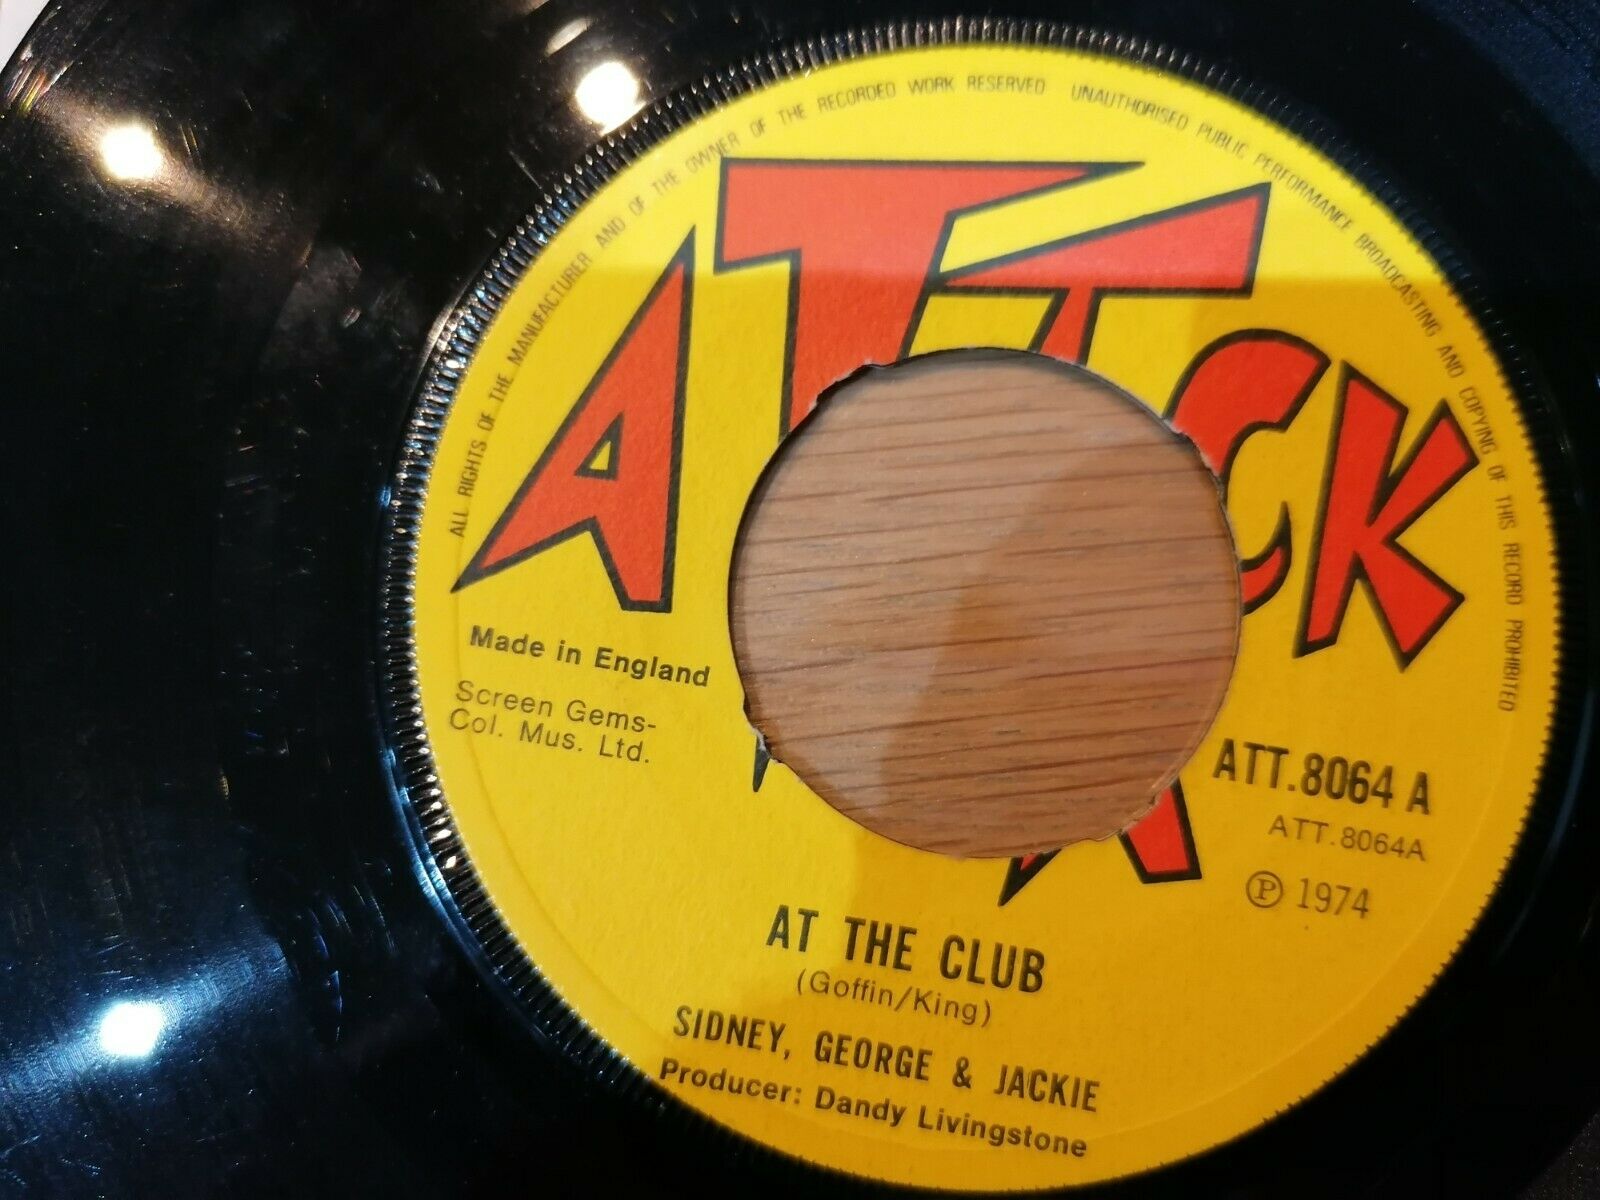 ALL RIGHTS OF THE MANUFACTURER AND OF THE OWNER OF THE RECORDED WORK RESERVED UNAUTHORISED PUBLIC PERFORMANCE BROADCASTING AND COPYING OF THIS RECORD PROHIBITED
ATTACK
Made in England
Screen Gems-
Col. Mus. Ltd.
ATT.8064 A
ATT.8064A
Ⓟ 1974
AT THE CLUB
(Goffin/King)
SIDNEY, GEORGE & JACKIE
Producer: Dandy Livingstone